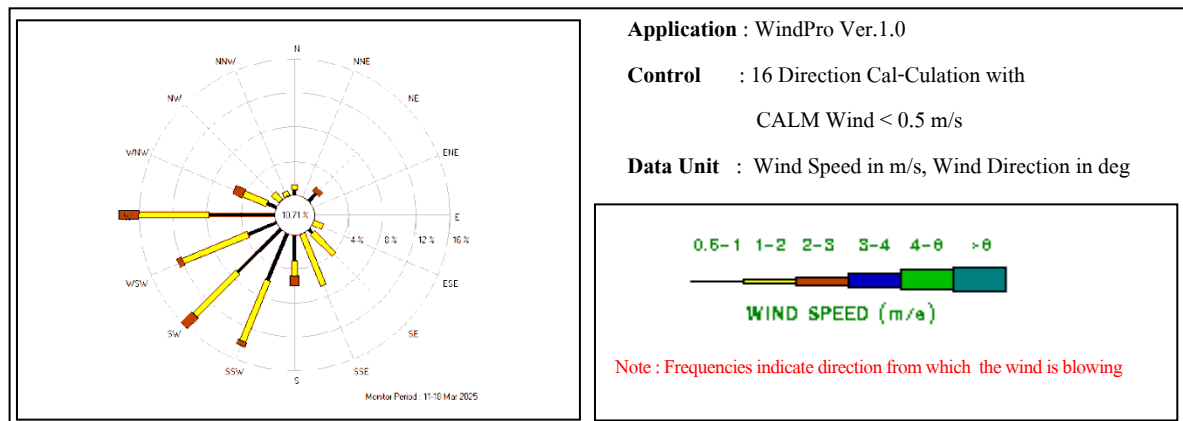 N
NNW
NNE
NW
NE
WNW
ENE
10.71 %
W
E
4 %
8 %
12 %
16 %
WSW
ESE
SW
SE
SSW
SSE
S
Monitor Period : 11-18 Mar 2025
Application : WindPro Ver.1.0
Control : 16 Direction Cal-Culation with
CALM Wind < 0.5 m/s
Data Unit : Wind Speed in m/s, Wind Direction in deg
0.5-1 1-2 2-3 3-4 4-6 >6
WIND SPEED (m/s)
Note : Frequencies indicate direction from which the wind is blowing